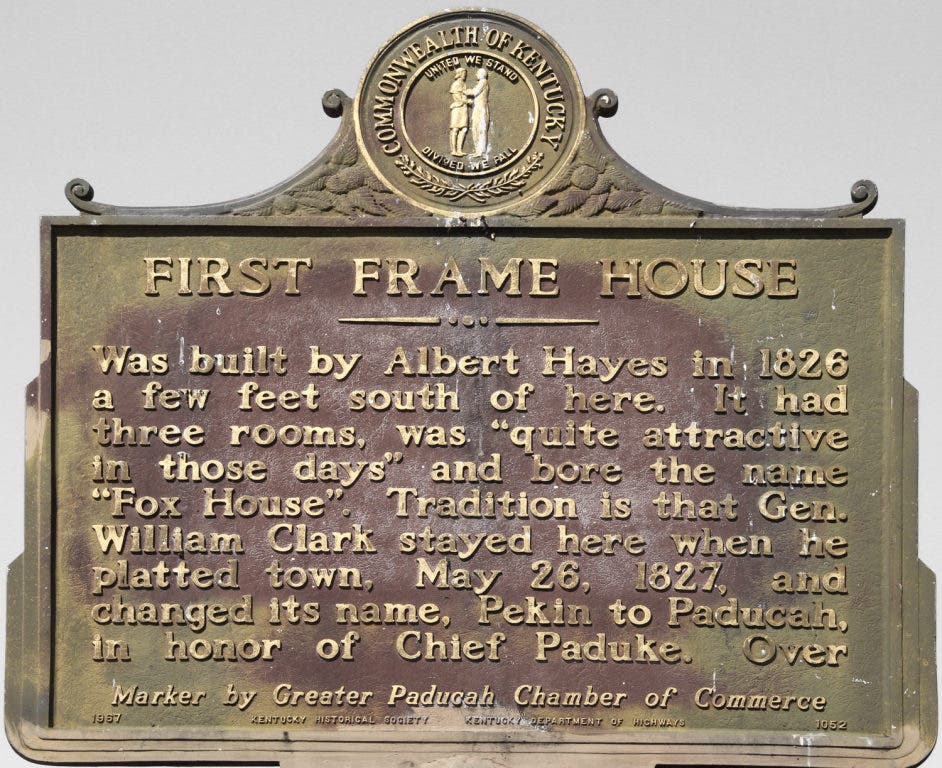 COMMONWEALTH OF KENTUCKY
UNITED WE STAND
DIVIDED WE FALL
FIRST FRAME HOUSE
Was built by Albert Hayes in 1826
a few feet south of here. It had
three rooms, was "quite attractive
in those days" and bore the name
"Fox House". Tradition is that Gen.
William Clark stayed here when he
platted town, May 26, 1827, and
changed its name, Pekin to Paducah,
in honor of Chief Paduke. Over
Marker by Greater Paducah Chamber of Commerce
1967 KENTUCKY HISTORICAL SOCIETY KENTUCKY DEPARTMENT OF HIGHWAYS 1052